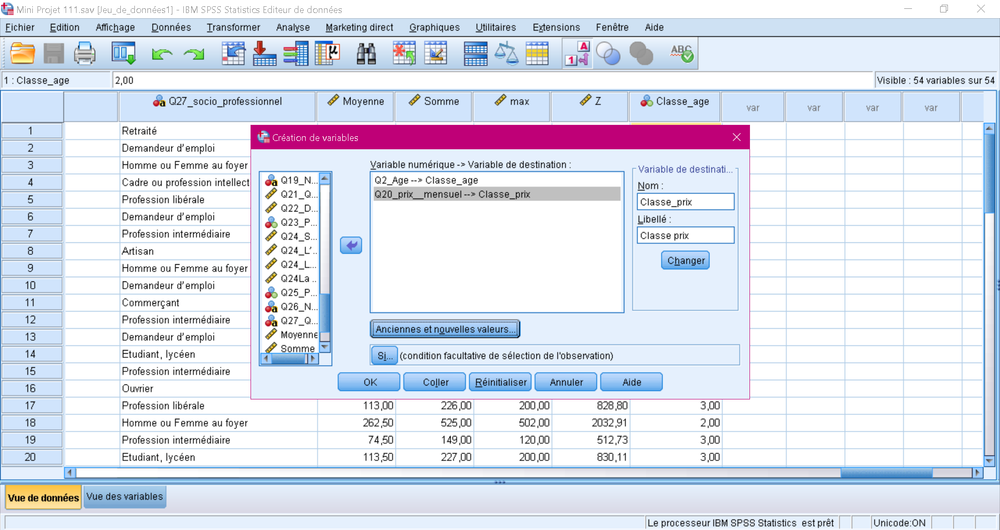 Mini Projet 111.sav [Jeu_de_données1] - IBM SPSS Statistics Editeur de données
Fichier Edition Affichage Données Transformer Analyse Marketing direct Graphiques Utilitaires Extensions Fenêtre Aide
μ
A
1
ABC
1 : Classe_age 2,00 Visible : 54 variables sur 54
Q27_socio_professionnel Moyenne Somme max Z Classe_age var var var var
1 Retraité
2 Demandeur d'emploi
3 Homme ou Femme au foyer
4 Cadre ou profession intellect
5 Profession libérale
6 Demandeur d'emploi
7 Profession intermédiaire
8 Artisan
9 Homme ou Femme au foyer
10 Demandeur d'emploi
11 Commerçant
12 Profession intermédiaire
13 Demandeur d'emploi
14 Etudiant, lycéen
15 Profession intermédiaire
16 Ouvrier
17 Profession libérale 113,00 226,00 200,00 828,80 3,00
18 Homme ou Femme au foyer 262,50 525,00 502,00 2032,91 2,00
19 Profession intermédiaire 74,50 149,00 120,00 512,73 3,00
20 Etudiant, lycéen 113,50 227,00 200,00 830,11 3,00
Création de variables
Q19_N...
Q21_Q...
Q22_D...
Q23_P...
Q24_S...
Q24_L'..
Q24_L...
Q24La ..
Q25_P...
Q26_N...
Q27_Q...
Moyenne
Somme
Variable numérique -> Variable de destination :
Q2_Age --> Classe_age
Q20_prix__mensuel --> Classe_prix
Variable de destinati...
Nom :
Classe_prix
Libellé :
Classe prix
Changer
Anciennes et nouvelles valeurs...
Si... (condition facultative de sélection de l'observation)
OK Coller Réinitialiser Annuler Aide
Vue de données Vue des variables
Le processeur IBM SPSS Statistics est prêt Unicode:ON